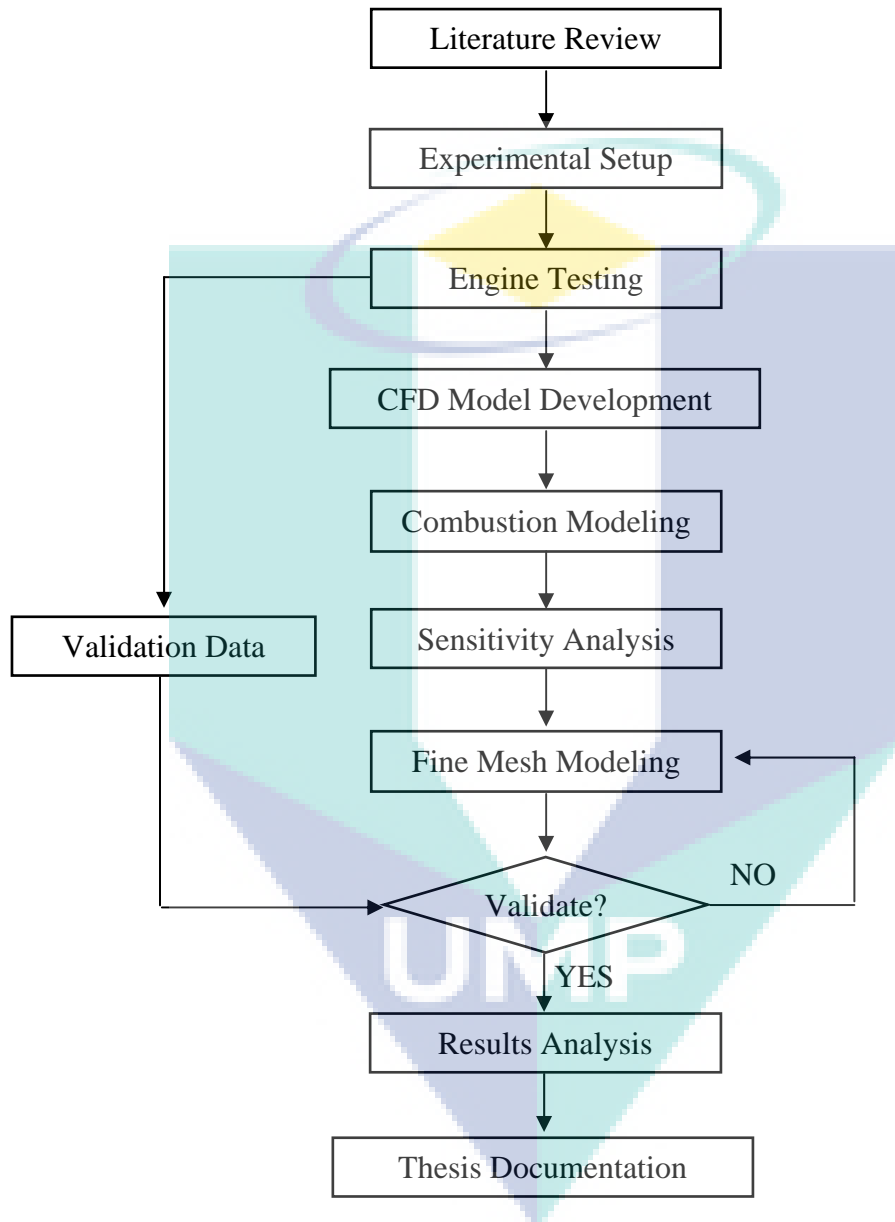 Literature Review
Experimental Setup
Engine Testing
CFD Model Development
Combustion Modeling
Sensitivity Analysis
Validation Data
Fine Mesh Modeling
NO
Validate?
UMP
YES
Results Analysis
Thesis Documentation